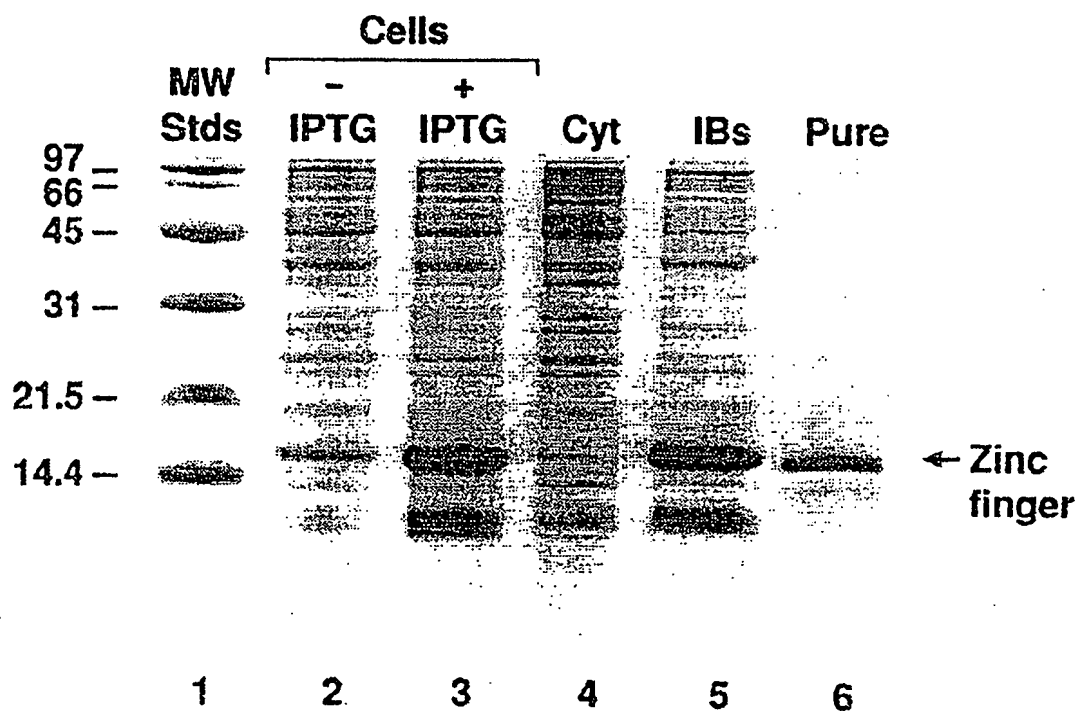 Cells
MW – +
Stds IPTG IPTG Cyt IBs Pure
97 –
66 –
45 –
31 –
21.5 –
14.4 –
← Zinc
finger
1 2 3 4 5 6